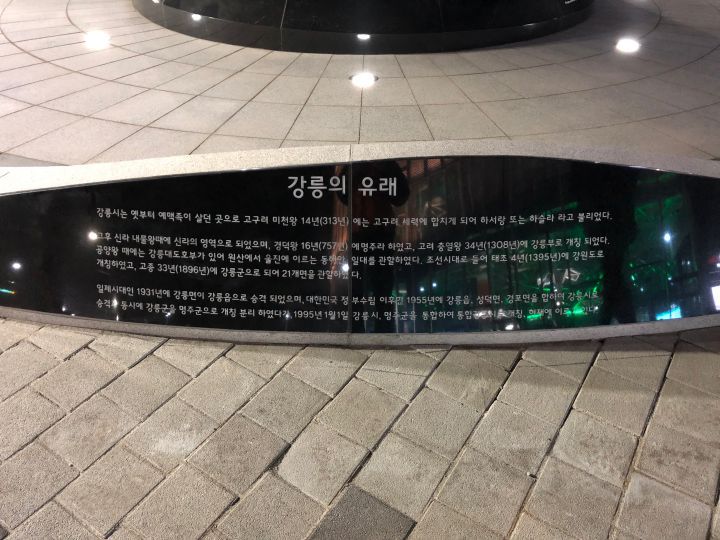 강릉의 유래
강릉시는 옛부터 예맥족이 살던 곳으로 고구려 미천왕 14년(313년) 에는 고구려 세력에 합치게 되어 하서랑 또는 하슬라 라고 불리었다.
그후 신라 내물왕때에 신라의 영역으로 되었으며, 경덕왕 16년(757년) 에명주라 하였고, 고려 충열왕 34년(1308년) 에 강릉부로 개칭 되었다.
공양왕 때에는 강릉대도호부가 있어 원산에서 울진에 이르는 동해안 일대를 관할하였다. 조선시대로 들어 태조 4년(1395년)에 강원도로
개칭하였고, 고종 33년(1896년)에 강릉군으로 되어 21개면을 관할하였다.
일제시대인 1931년에 강릉면이 강릉읍으로 승격 되었으며, 대한민국 정부수립 이후인 1955년에 강릉읍, 성덕면, 경포면을 합하여 강릉시로
승격과 동시에 강릉군을 명주군으로 개칭 분리 하였다가 1995년 1월1일 강릉시, 명주군을 통합하여 개칭, 현재에